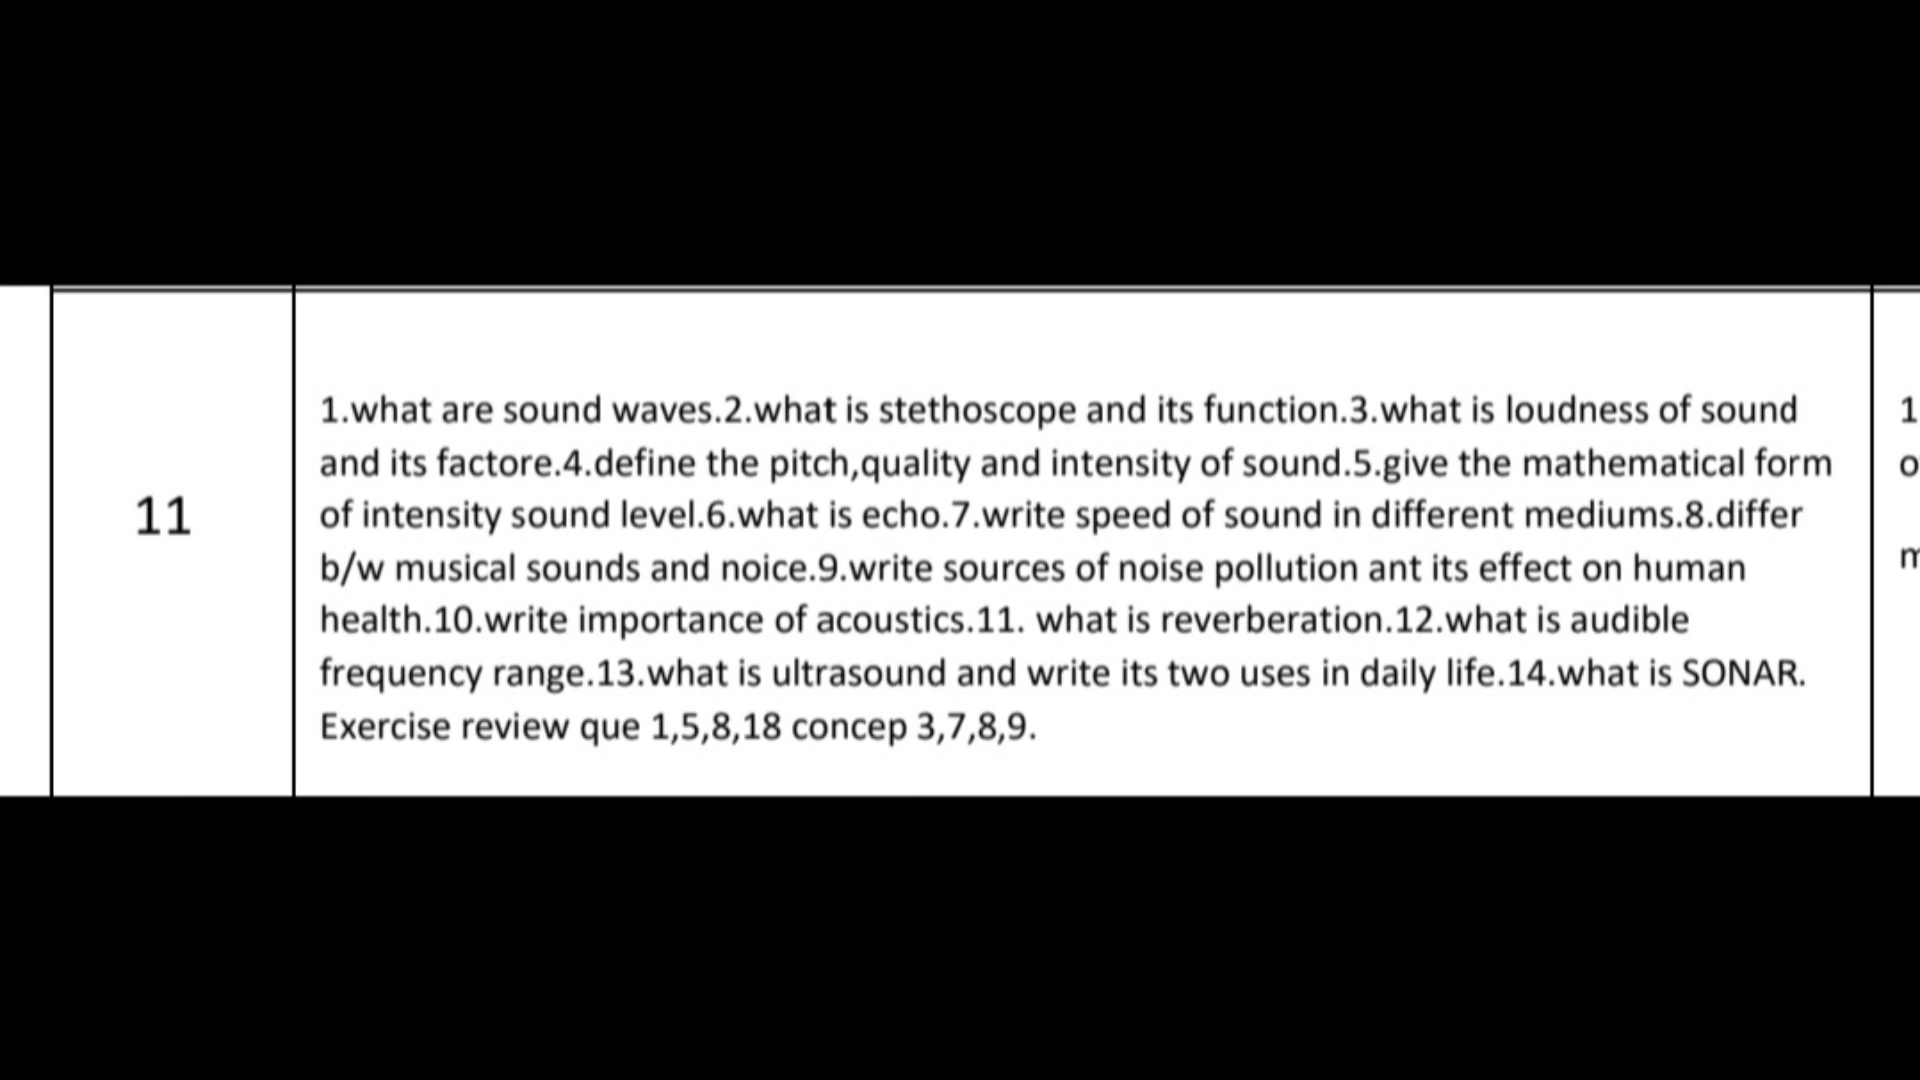 11
1.what are sound waves.2.what is stethoscope and its function.3.what is loudness of sound
and its factore.4.define the pitch,quality and intensity of sound.5.give the mathematical form
of intensity sound level.6.what is echo.7.write speed of sound in different mediums.8.differ
b/w musical sounds and noice.9.write sources of noise pollution ant its effect on human
health.10.write importance of acoustics.11. what is reverberation.12.what is audible
frequency range.13.what is ultrasound and write its two uses in daily life.14.what is SONAR.
Exercise review que 1,5,8,18 concep 3,7,8,9.
1